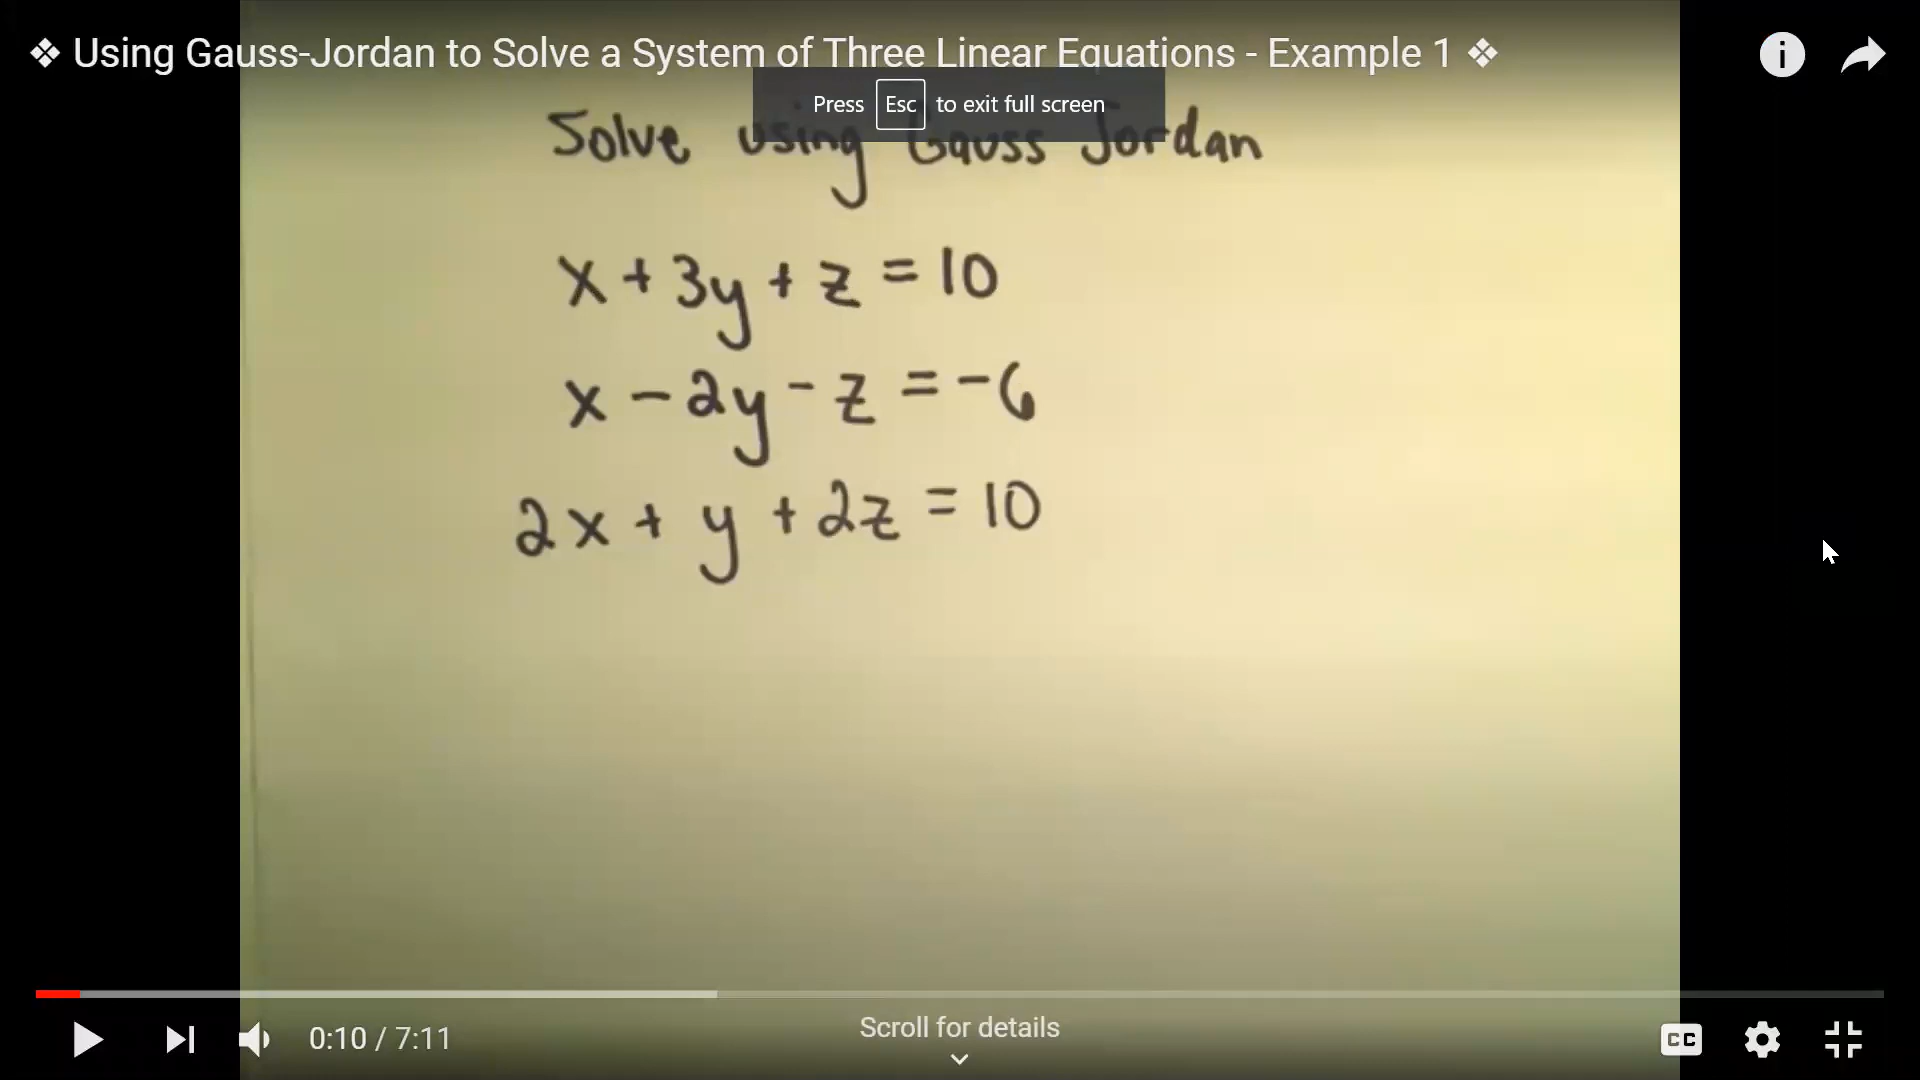 ❖ Using Gauss-Jordan to Solve a System of Three Linear Equations - Example 1 ❖
Press Esc to exit full screen
Solve using Gauss Jordan
x + 3y + z = 10
x - 2y - z = -6
2x + y + 2z = 10
0:10 / 7:11
Scroll for details
CC